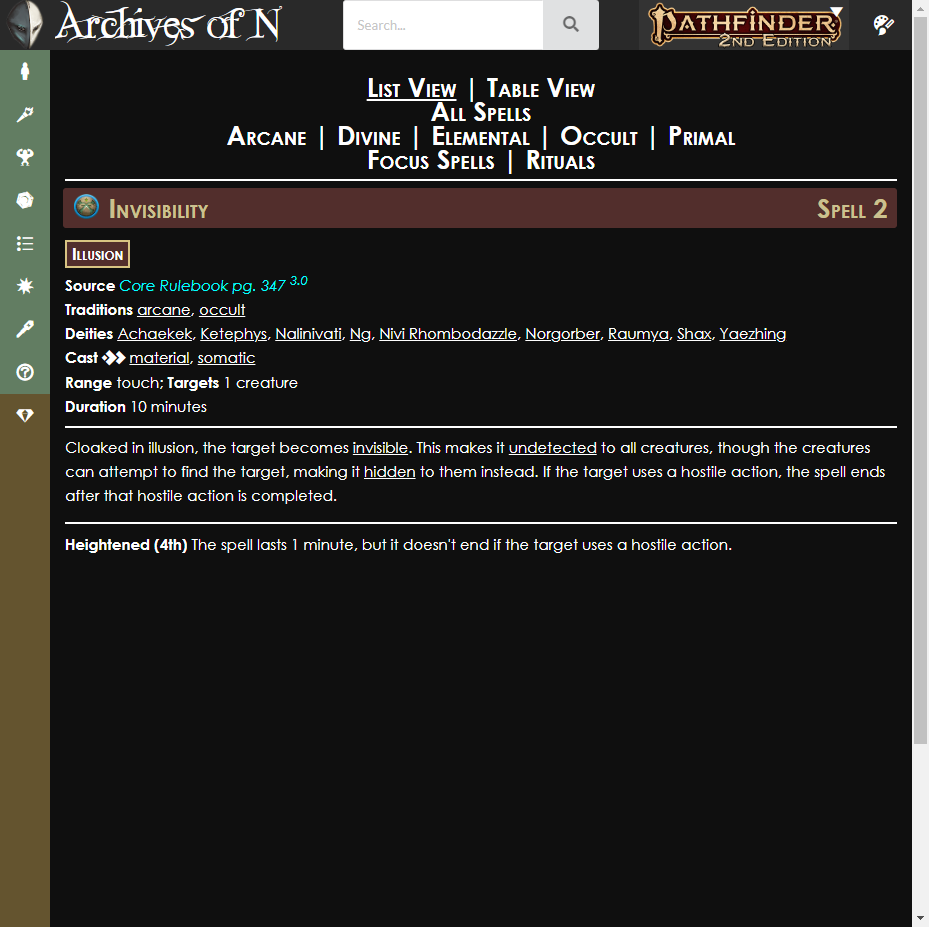 Archives of N
Search...
PATHFINDER
2ND EDITION
List View | Table View
All Spells
Arcane | Divine | Elemental | Occult | Primal
Focus Spells | Rituals
Invisibility Spell 2
Illusion
Source Core Rulebook pg. 347 3.0
Traditions arcane, occult
Deities Achaekek, Ketephys, Nalinivati, Ng, Nivi Rhombodazzle, Norgorber, Raumya, Shax, Yaezhing
Cast material, somatic
Range touch; Targets 1 creature
Duration 10 minutes
Cloaked in illusion, the target becomes invisible. This makes it undetected to all creatures, though the creatures
can attempt to find the target, making it hidden to them instead. If the target uses a hostile action, the spell ends
after that hostile action is completed.
Heightened (4th) The spell lasts 1 minute, but it doesn't end if the target uses a hostile action.